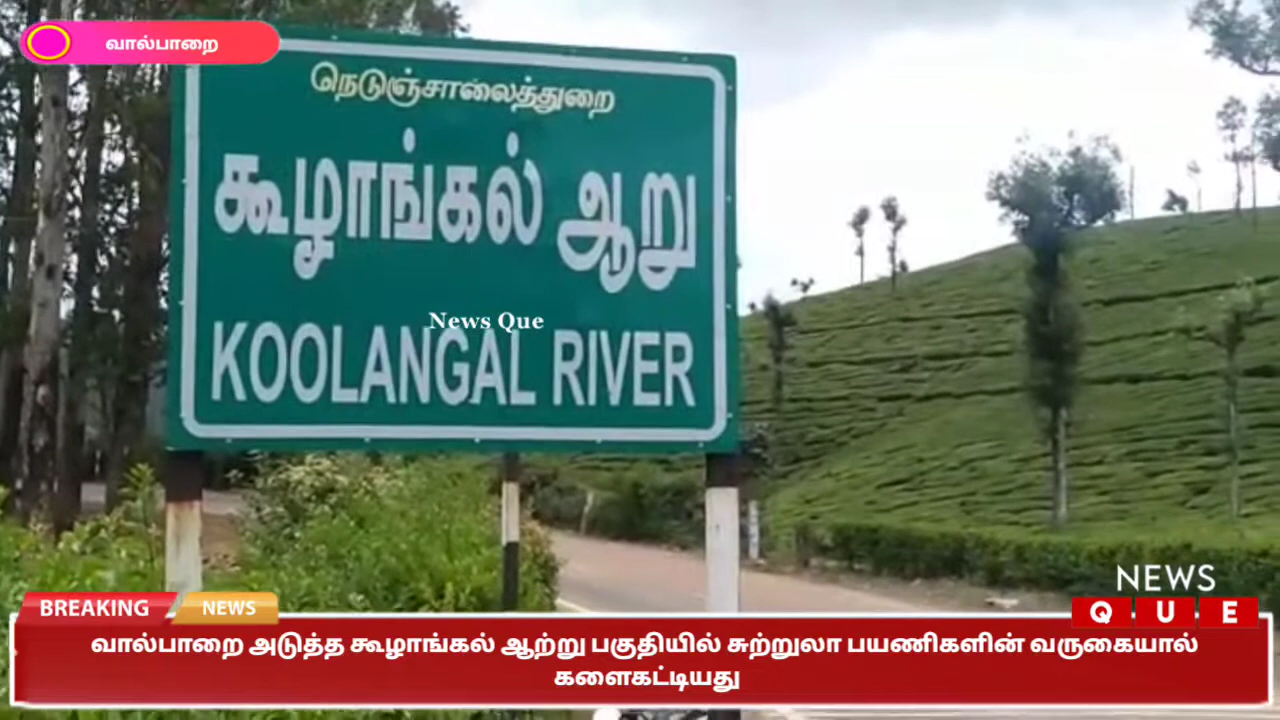 வால்பாறை
நெடுஞ்சாலைத்துறை
கூழாங்கல் ஆறு
News Que
KOOLANGAL RIVER
NEWS
QUE
BREAKING NEWS
வால்பாறை அடுத்த கூழாங்கல் ஆற்று பகுதியில் சுற்றுலா பயணிகளின் வருகையால்
களைகட்டியது